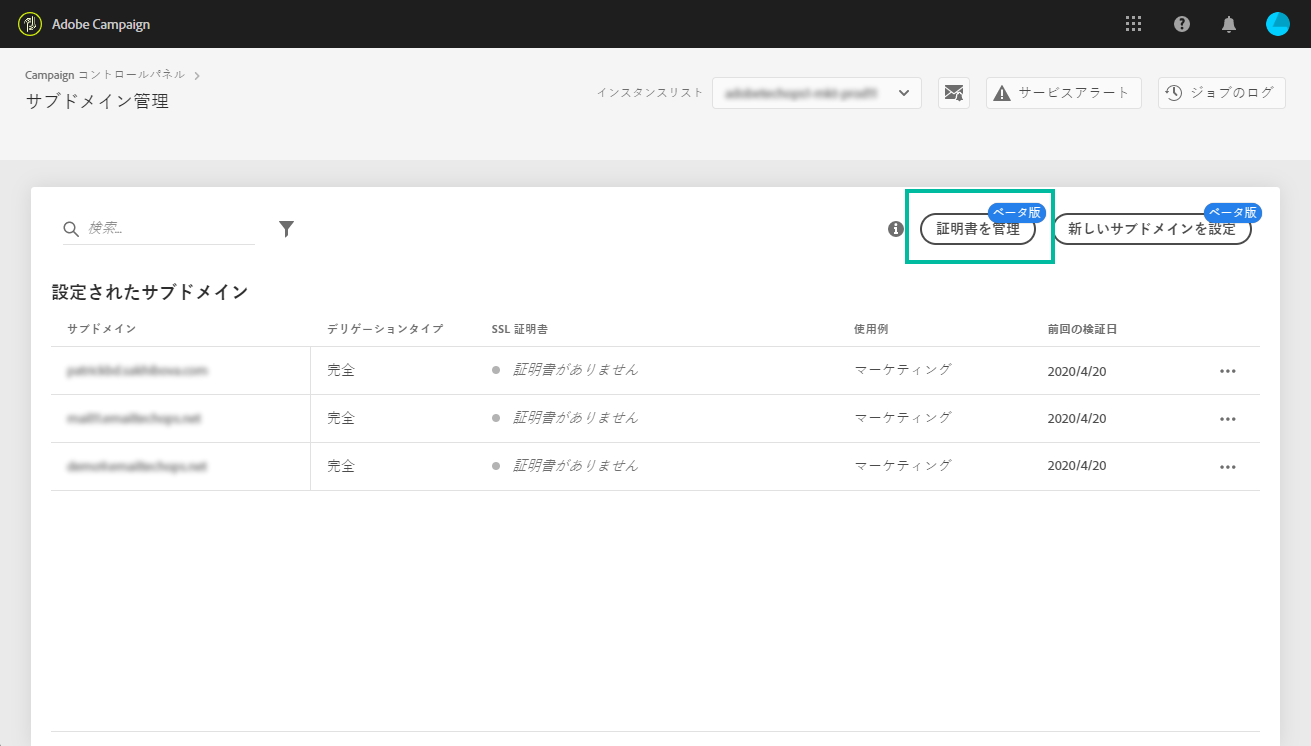 Adobe Campaign
Campaign コントロールパネル
サブドメイン管理
インスタンスリスト
サービスアラート
ジョブのログ
検索...
ベータ版
証明書を管理
ベータ版
新しいサブドメインを設定
設定されたサブドメイン
サブドメイン デリゲーションタイプ SSL 証明書 使用例 前回の検証日
完全 証明書がありません マーケティング 2020/4/20
完全 証明書がありません マーケティング 2020/4/20
完全 証明書がありません マーケティング 2020/4/20